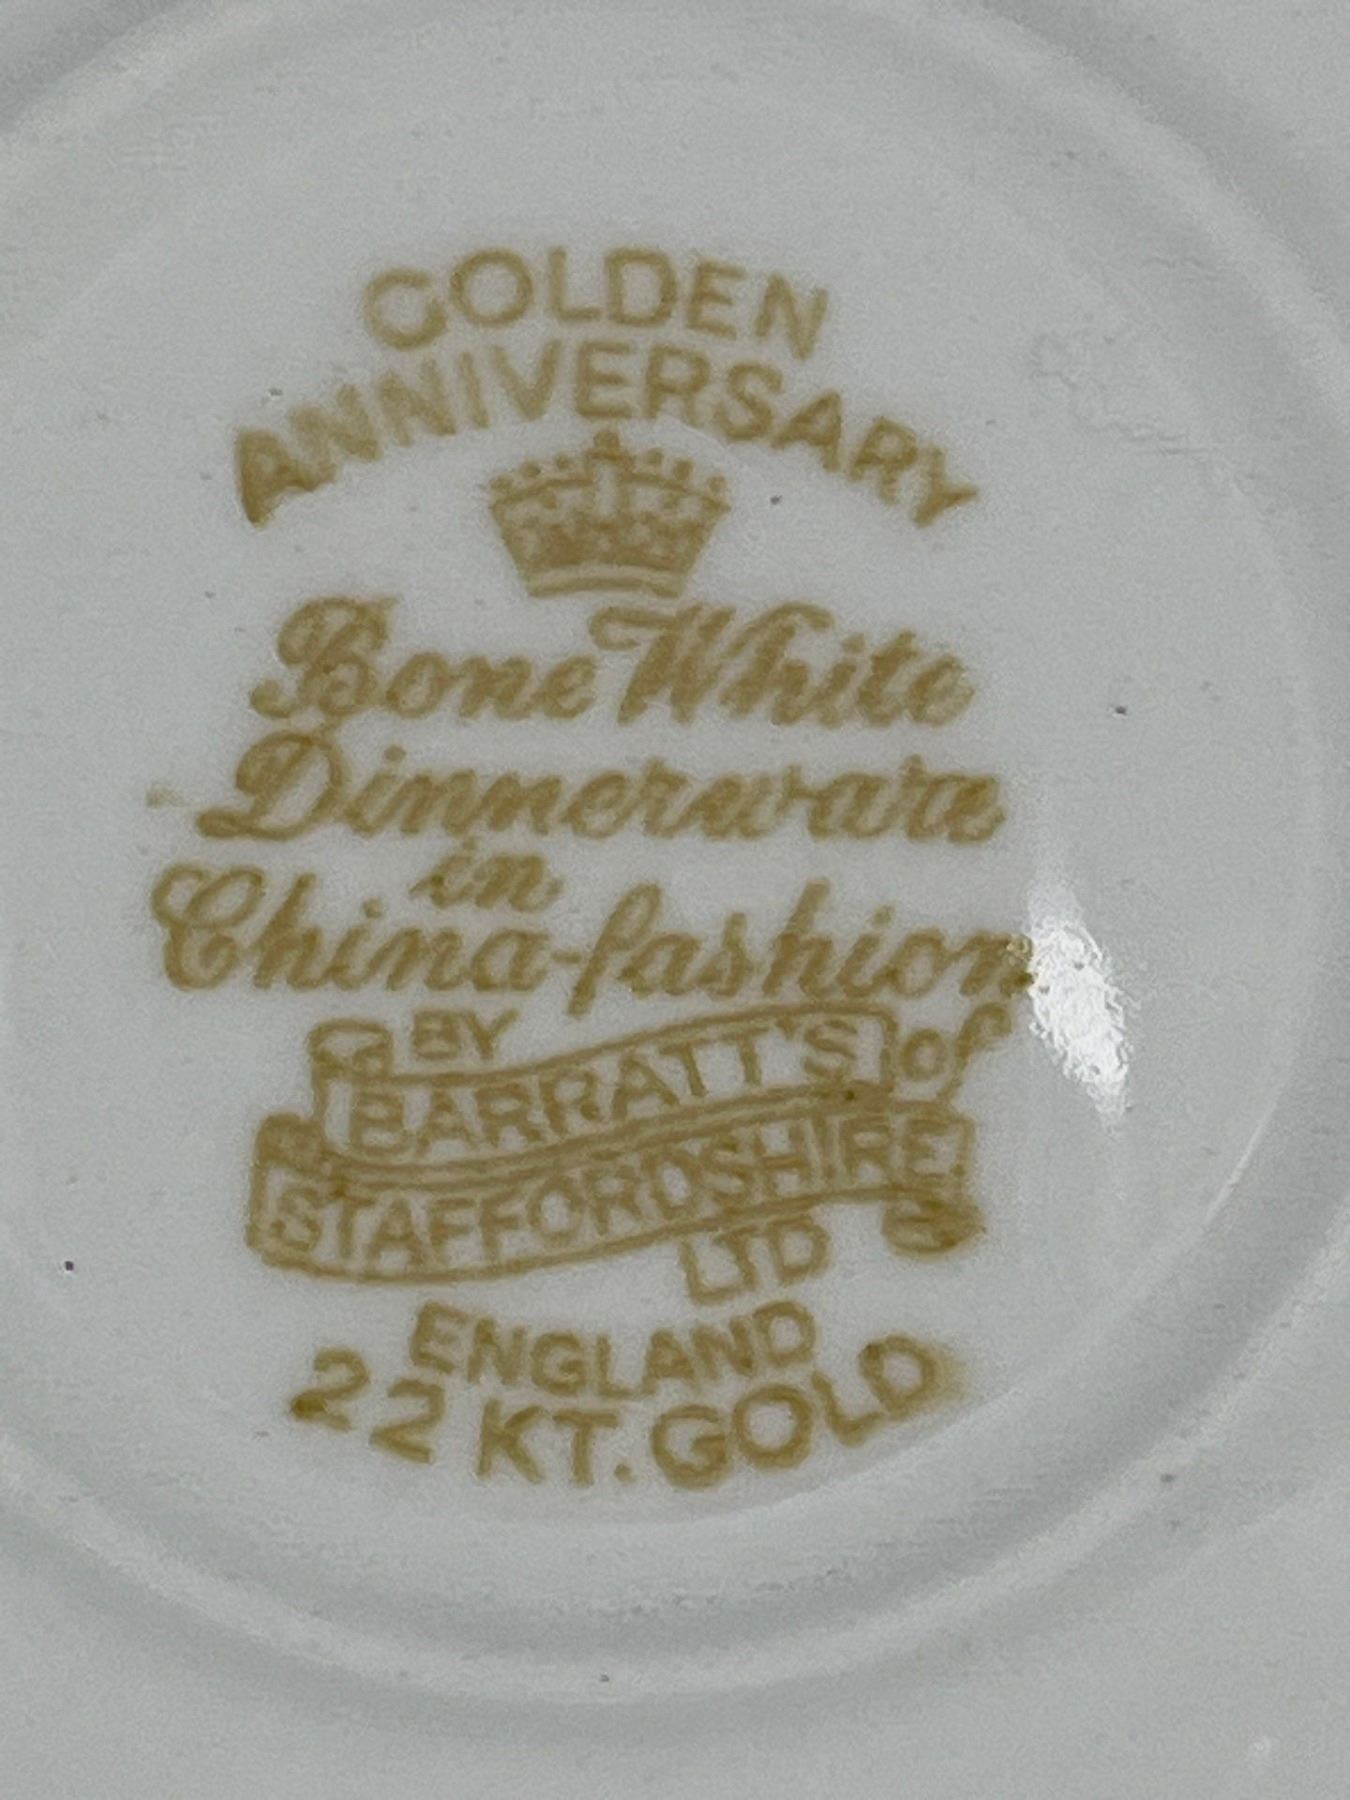 GOLDEN
ANNIVERSARY
Bone White
Dinnerware
in
China-fashion
BY
BARRATT'S of
STAFFORDSHIRE
LTD
ENGLAND
22 KT. GOLD